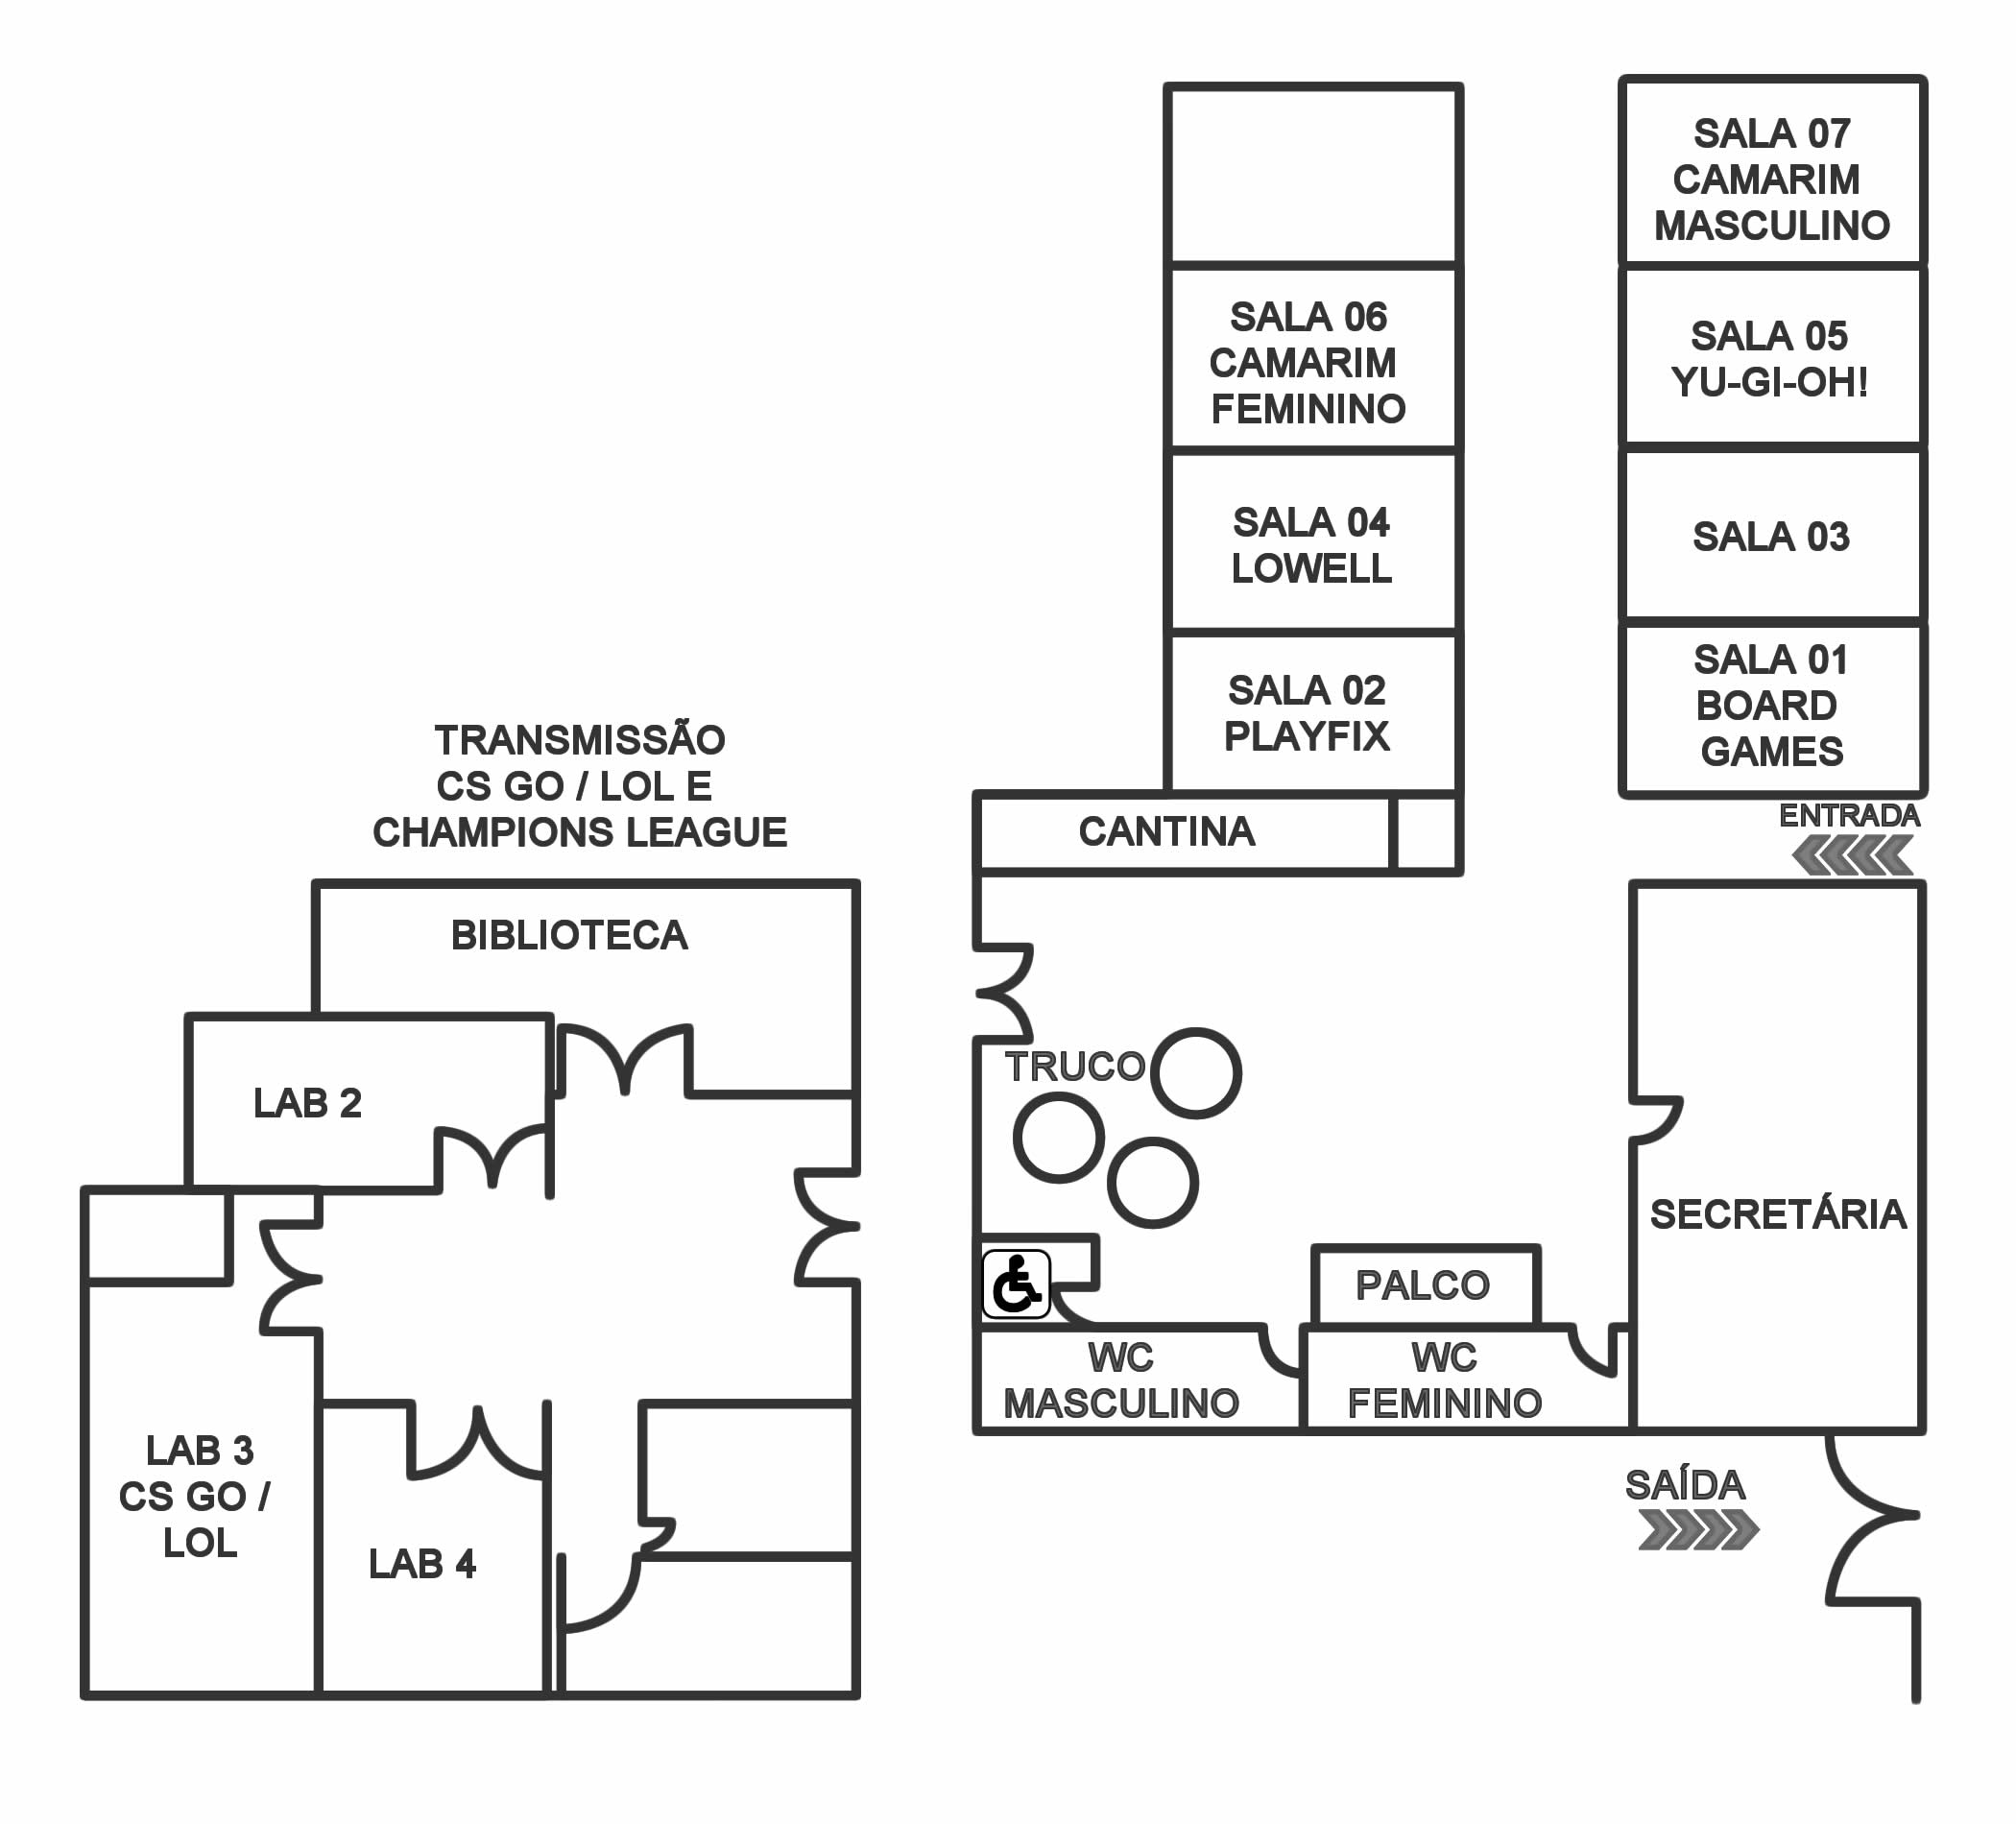 SALA 07
CAMARIM
MASCULINO
SALA 06
CAMARIM
FEMININO
SALA 05
YU-GI-OH!
SALA 04
LOWELL
SALA 03
SALA 02
PLAYFIX
SALA 01
BOARD
GAMES
ENTRADA
TRANSMISSÃO
CS GO / LOL E
CHAMPIONS LEAGUE
CANTINA
BIBLIOTECA
LAB 2
TRUCO
SECRETÁRIA
PALCO
WC
MASCULINO
WC
FEMININO
LAB 3
CS GO /
LOL
LAB 4
SAÍDA